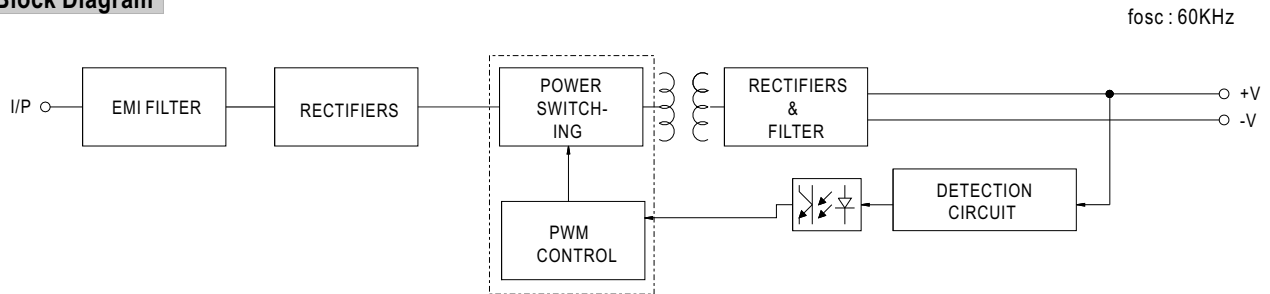 Block Diagram
fosc : 60KHz
I/P
EMI FILTER
RECTIFIERS
POWER
SWITCH-
ING
RECTIFIERS
&
FILTER
+V
-V
PWM
CONTROL
DETECTION
CIRCUIT